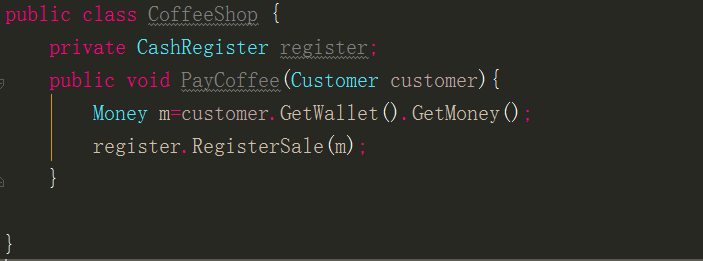 public class CoffeeShop {
    private CashRegister register;
    public void PayCoffee(Customer customer){
        Money m=customer.GetWallet().GetMoney();
        register.RegisterSale(m);
    }
}